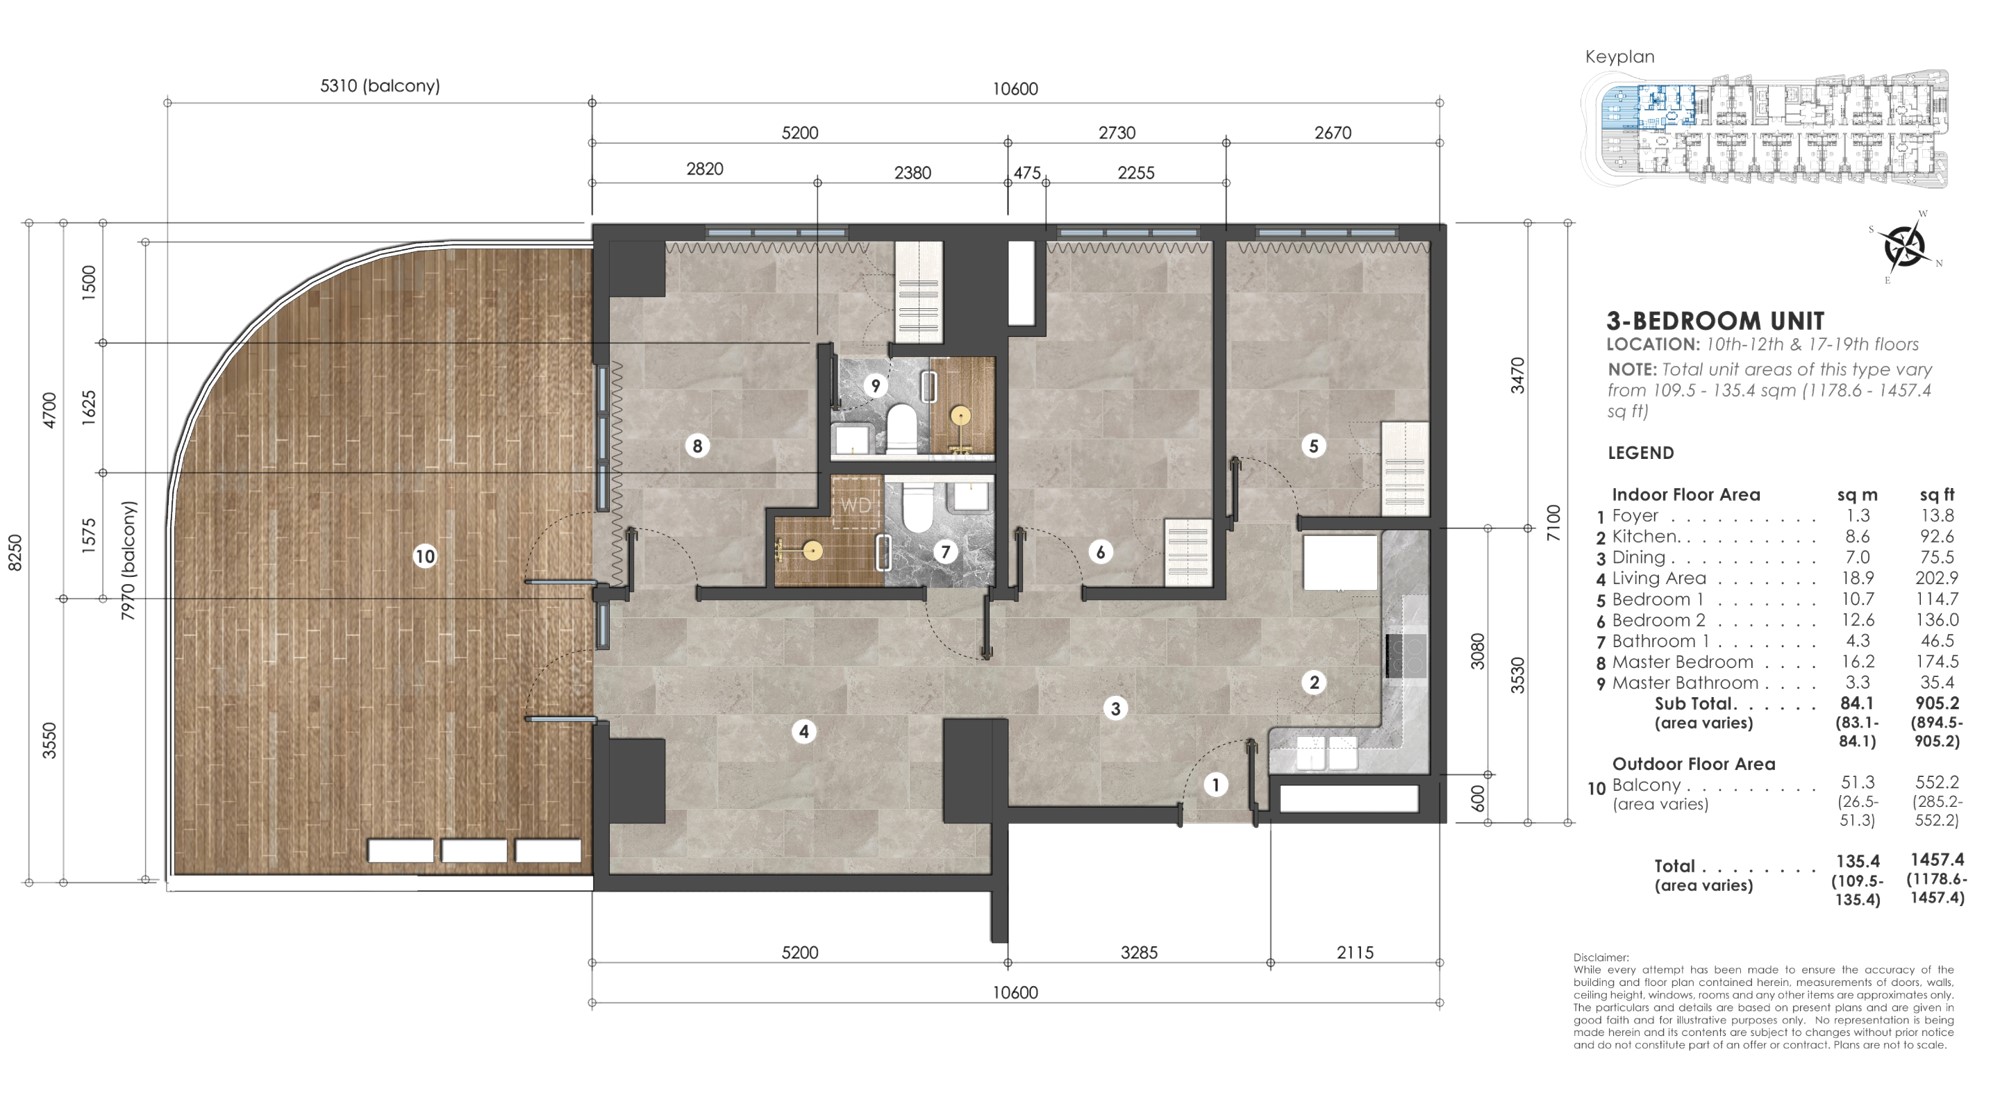 Keyplan
5310 (balcony)
10600
5200
2730
2670
2820
2380
475
2255
8250
4700
3550
1500
1625
1575
7970 (balcony)
3470
7100
3080
3530
600
1
2
3
4
5
6
7
8
9
10
WD
5200
3285
2115
10600
W
S
N
E
3-BEDROOM UNIT
LOCATION: 10th-12th & 17-19th floors
NOTE: Total unit areas of this type vary
from 109.5 - 135.4 sqm (1178.6 - 1457.4
sq ft)
LEGEND
Indoor Floor Area sq m sq ft
1 Foyer . . . . . . . . . . 1.3 13.8
2 Kitchen. . . . . . . . . . 8.6 92.6
3 Dining . . . . . . . . . . 7.0 75.5
4 Living Area . . . . . . . 18.9 202.9
5 Bedroom 1 . . . . . . . 10.7 114.7
6 Bedroom 2 . . . . . . . 12.6 136.0
7 Bathroom 1 . . . . . . . 4.3 46.5
8 Master Bedroom . . . . 16.2 174.5
9 Master Bathroom . . . . 3.3 35.4
Sub Total. . . . . . 84.1 905.2
(area varies) (83.1- (894.5-
84.1) 905.2)
Outdoor Floor Area
10 Balcony . . . . . . . . . 51.3 552.2
(area varies) (26.5- (285.2-
51.3) 552.2)
Total . . . . . . . . 135.4 1457.4
(area varies) (109.5- (1178.6-
135.4) 1457.4)
Disclaimer:
While every attempt has been made to ensure the accuracy of the
building and floor plan contained herein, measurements of doors, walls,
ceiling height, windows, rooms and any other items are approximates only.
The particulars and details are based on present plans and are given in
good faith and for illustrative purposes only. No representation is being
made herein and its contents are subject to changes without prior notice
and do not constitute part of an offer or contract. Plans are not to scale.